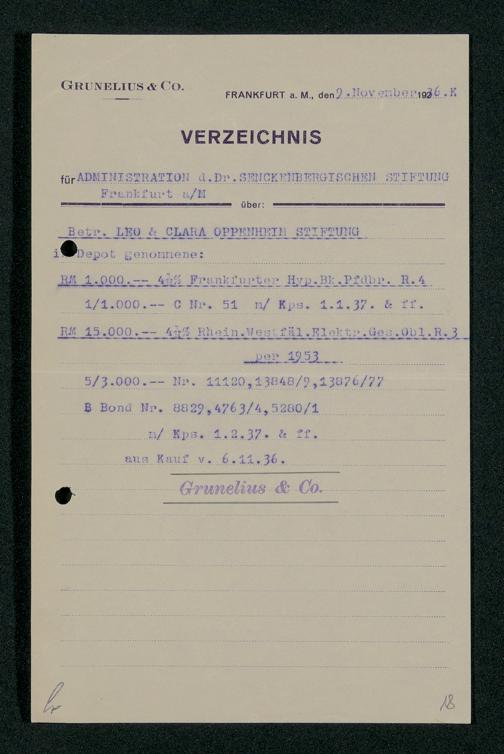 GRUNELIUS & CO.
FRANKFURT a. M., den 9.November 1936.K
VERZEICHNIS
für ADMINISTRATION d.Dr.SENCKENBERGISCHEN STIFTUNG
Frankfurt a/M
über:
Betr. LEO & CLARA OPPENHEIM STIFTUNG
in Depot genommene:
RM 1.000.-- 4½% Frankfurter Hyp.Bk.Pfdbr. R.4
1/1.000.-- C Nr. 51 m/ Kps. 1.1.37. & ff.
RM 15.000.-- 4½% Rhein.Westfäl.Elektr.Ges.Obl.R.3
per 1953
5/3.000.-- Nr. 11120,13848/9,13876/77
B Bond Nr. 8829,4763/4,5280/1
m/ Kps. 1.2.37. & ff.
aus Kauf v. 6.11.36.
Grunelius & Co.
18